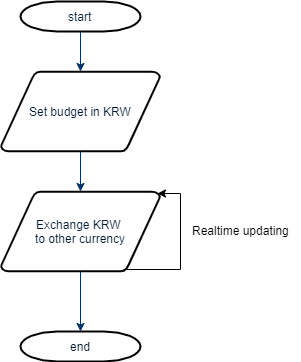 start
Set budget in KRW
Exchange KRW
to other currency
Realtime updating
end